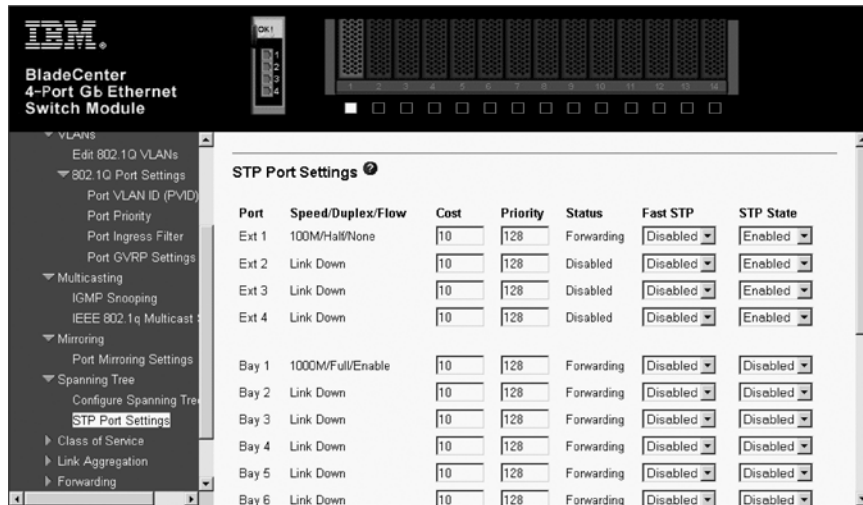 IBM.
OK!
1
2
3
4
BladeCenter
4-Port Gb Ethernet
Switch Module
1 2 3 4 5 6 7 8 9 10 11 12 13 14
VLANs
Edit 802.1Q VLANs
802.1Q Port Settings
Port VLAN ID (PVID)
Port Priority
Port Ingress Filter
Port GVRP Settings
Multicasting
IGMP Snooping
IEEE 802.1q Multicast
Mirroring
Port Mirroring Settings
Spanning Tree
Configure Spanning Tre
STP Port Settings
Class of Service
Link Aggregation
Forwarding
STP Port Settings ?
Port Speed/Duplex/Flow Cost Priority Status Fast STP STP State
Ext 1 100M/Half/None 10 128 Forwarding Disabled Enabled
Ext 2 Link Down 10 128 Disabled Disabled Enabled
Ext 3 Link Down 10 128 Disabled Disabled Enabled
Ext 4 Link Down 10 128 Disabled Disabled Enabled
Bay 1 1000M/Full/Enable 10 128 Forwarding Disabled Disabled
Bay 2 Link Down 10 128 Forwarding Disabled Disabled
Bay 3 Link Down 10 128 Forwarding Disabled Disabled
Bay 4 Link Down 10 128 Forwarding Disabled Disabled
Bay 5 Link Down 10 128 Forwarding Disabled Disabled
Bay 6 Link Down 10 128 Forwarding Disabled Disabled